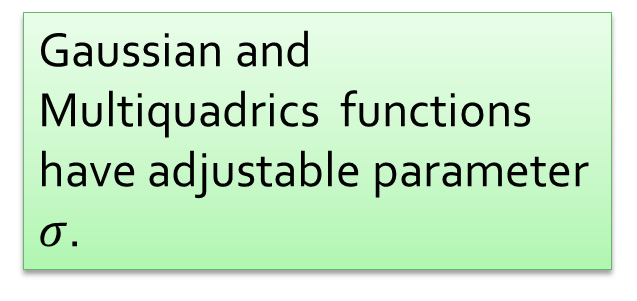 Gaussian and
Multiquadrics functions
have adjustable parameter
σ.